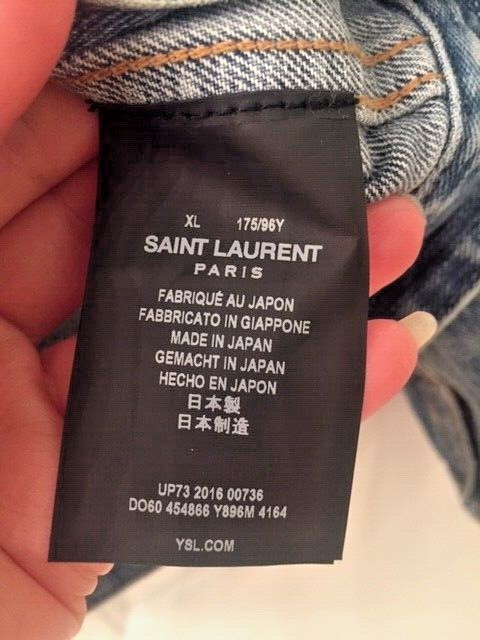 XL 175/96Y
SAINT LAURENT
PARIS
FABRIQUÉ AU JAPON
FABBRICATO IN GIAPPONE
MADE IN JAPAN
GEMACHT IN JAPAN
HECHO EN JAPON
日本製
日本制造
UP73 2016 00736
DO60 454866 Y896M 4164
YSL.COM